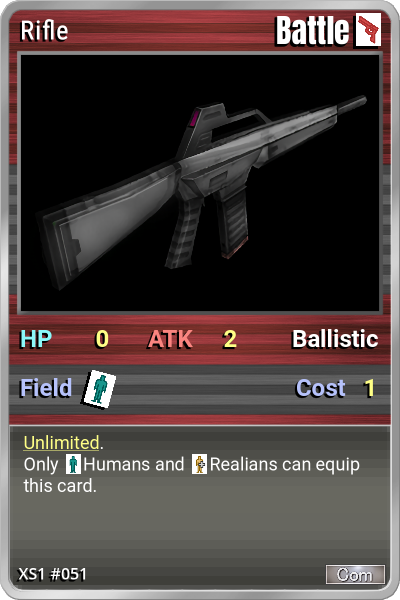 Rifle Battle
HP 0 ATK 2 Ballistic
Field Cost 1
Unlimited.
Only Humans and Realians can equip
this card.
XS1 #051 Com